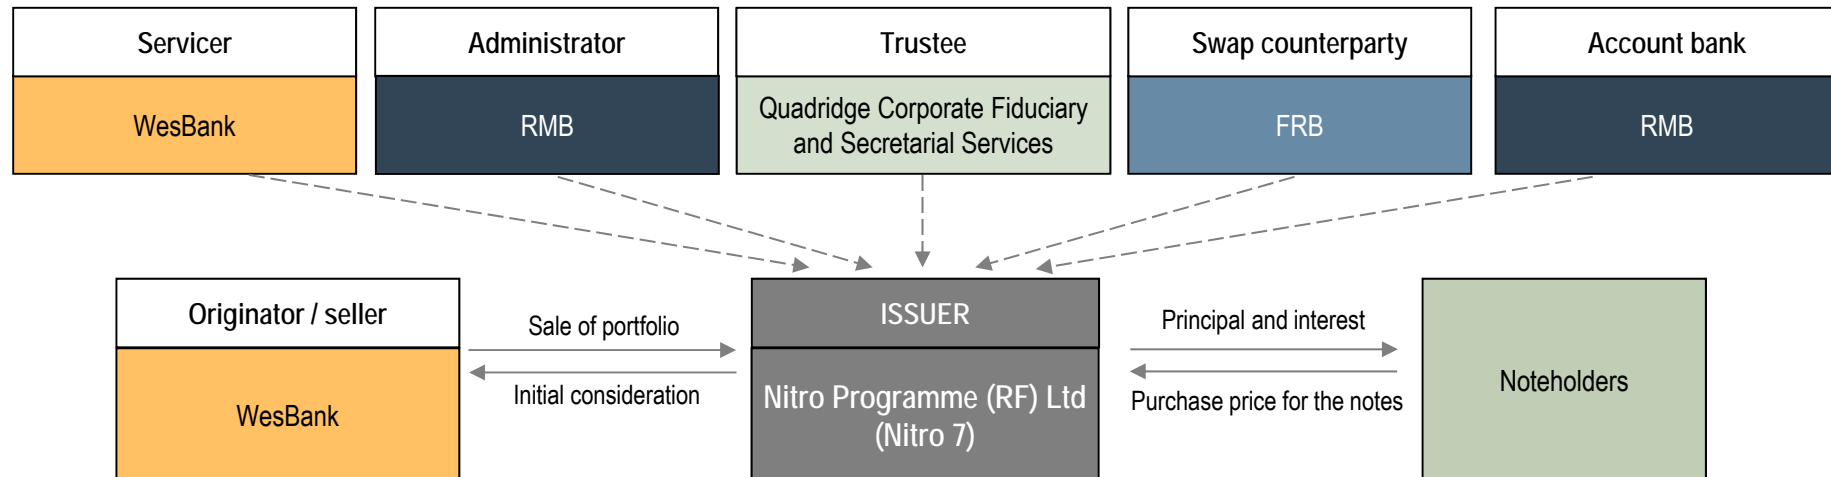 Servicer
Administrator
Trustee
Swap counterparty
Account bank
WesBank
RMB
Quadridge Corporate Fiduciary
and Secretarial Services
FRB
RMB
Originator / seller
WesBank
Sale of portfolio
Initial consideration
ISSUER
Nitro Programme (RF) Ltd
(Nitro 7)
Principal and interest
Purchase price for the notes
Noteholders